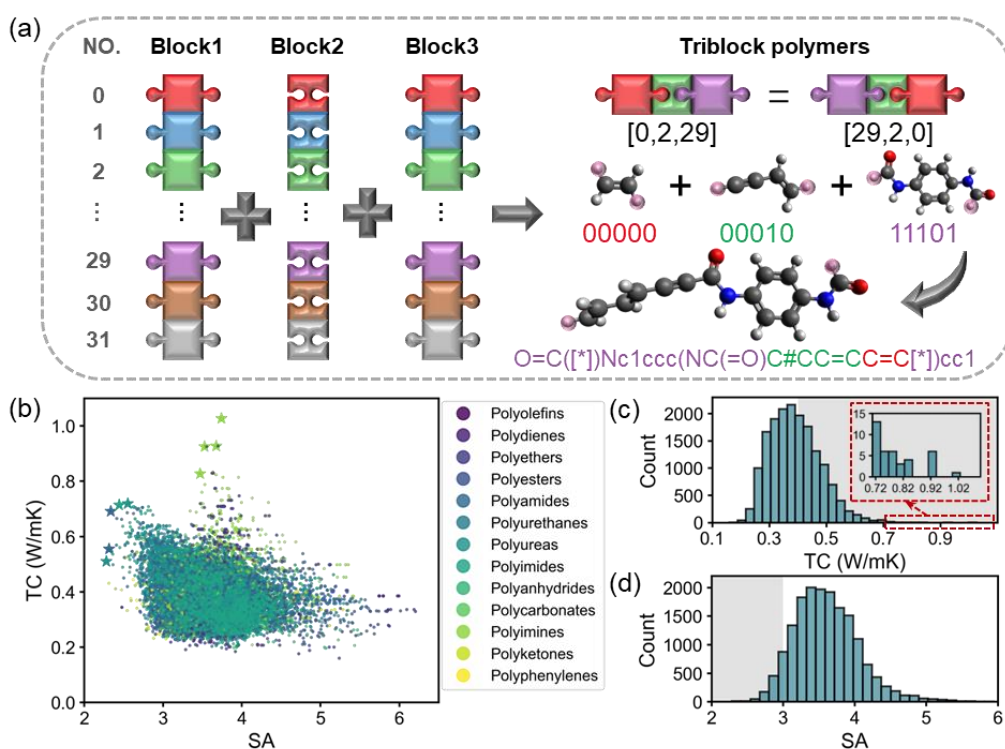 (a)
NO. Block1 Block2 Block3 Triblock polymers
0
1
2
⋮ ⋮ ⋮ ⋮
29
30
31
=
[0,2,29] [29,2,0]
+ +
00000 00010 11101
O=C([*])Nc1ccc(NC(=O)C#CC=CC=C[*])cc1
(b)
TC (W/mK)
1.0
0.8
0.6
0.4
0.2
0.0
2 3 4 5 6
SA
Polyolefins
Polydienes
Polyethers
Polyesters
Polyamides
Polyurethanes
Polyureas
Polyimides
Polyanhydrides
Polycarbonates
Polyimines
Polyketones
Polyphenylenes
(c)
Count
2000
1500
1000
500
0
0.1 0.3 0.5 0.7 0.9
TC (W/mK)
15
10
5
0
0.72 0.82 0.92 1.02
(d)
Count
2000
1500
1000
500
0
2 3 4 5 6
SA